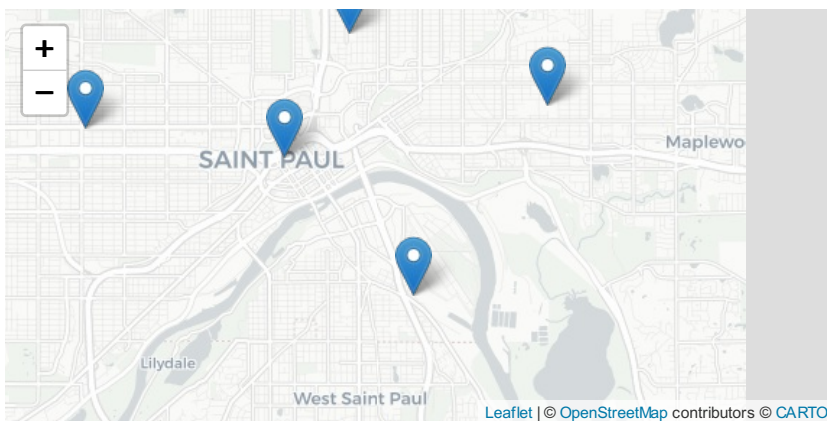 +
−
SAINT PAUL
Maplewo
Lilydale
West Saint Paul
Leaflet | © OpenStreetMap contributors © CARTO